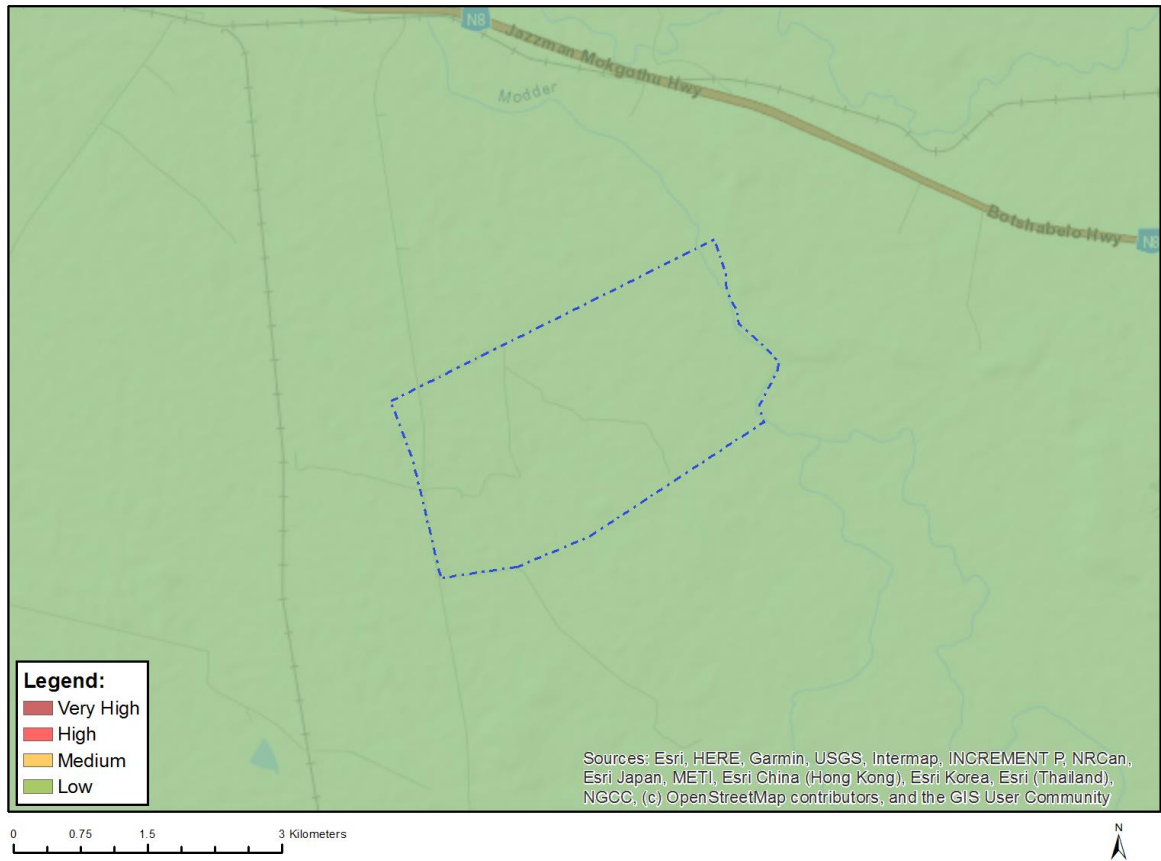 N8
Jazzman Mokgothu Hwy
Modder
Botshabelo Hwy
N8
Legend:
Very High
High
Medium
Low
Sources: Esri, HERE, Garmin, USGS, Intermap, INCREMENT P, NRCan,
Esri Japan, METI, Esri China (Hong Kong), Esri Korea, Esri (Thailand),
NGCC, (c) OpenStreetMap contributors, and the GIS User Community
0 0.75 1.5 3 Kilometers
N